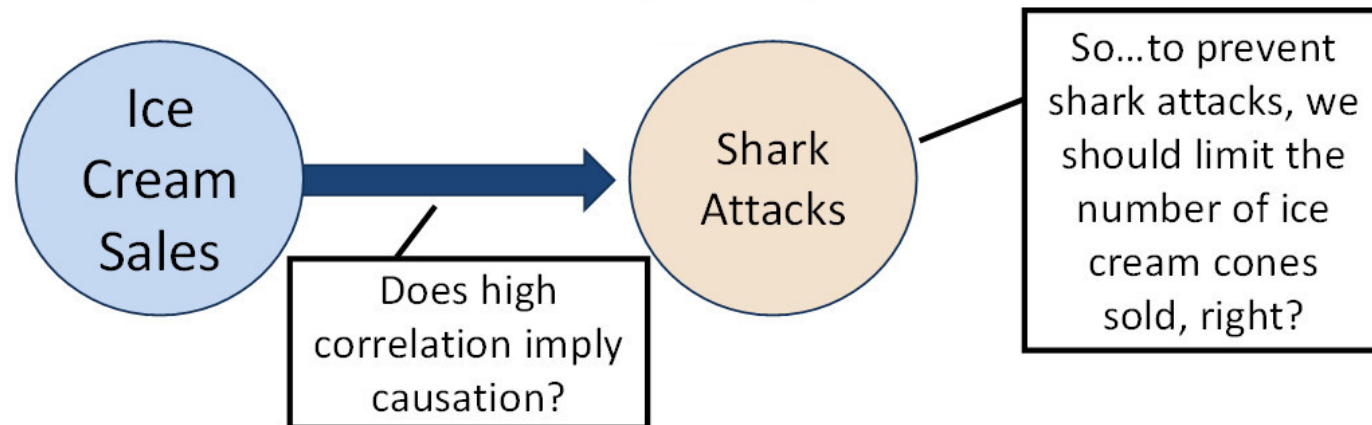 Ice
Cream
Sales
Does high
correlation imply
causation?
Shark
Attacks
So...to prevent
shark attacks, we
should limit the
number of ice
cream cones
sold, right?